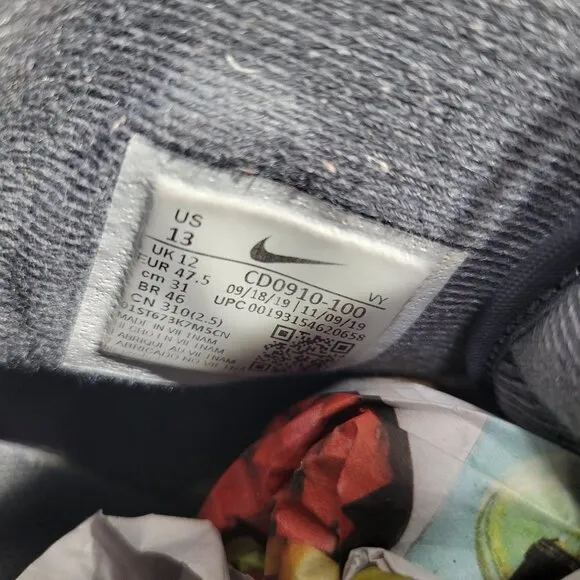 US
13
UK 12
EUR 47.5
cm 31
BR 46
CN 310(2.5)
CD0910-100
VY
09/18/19 | 11/09/19
UPC 00193154620658
MADE IN VIETNAM